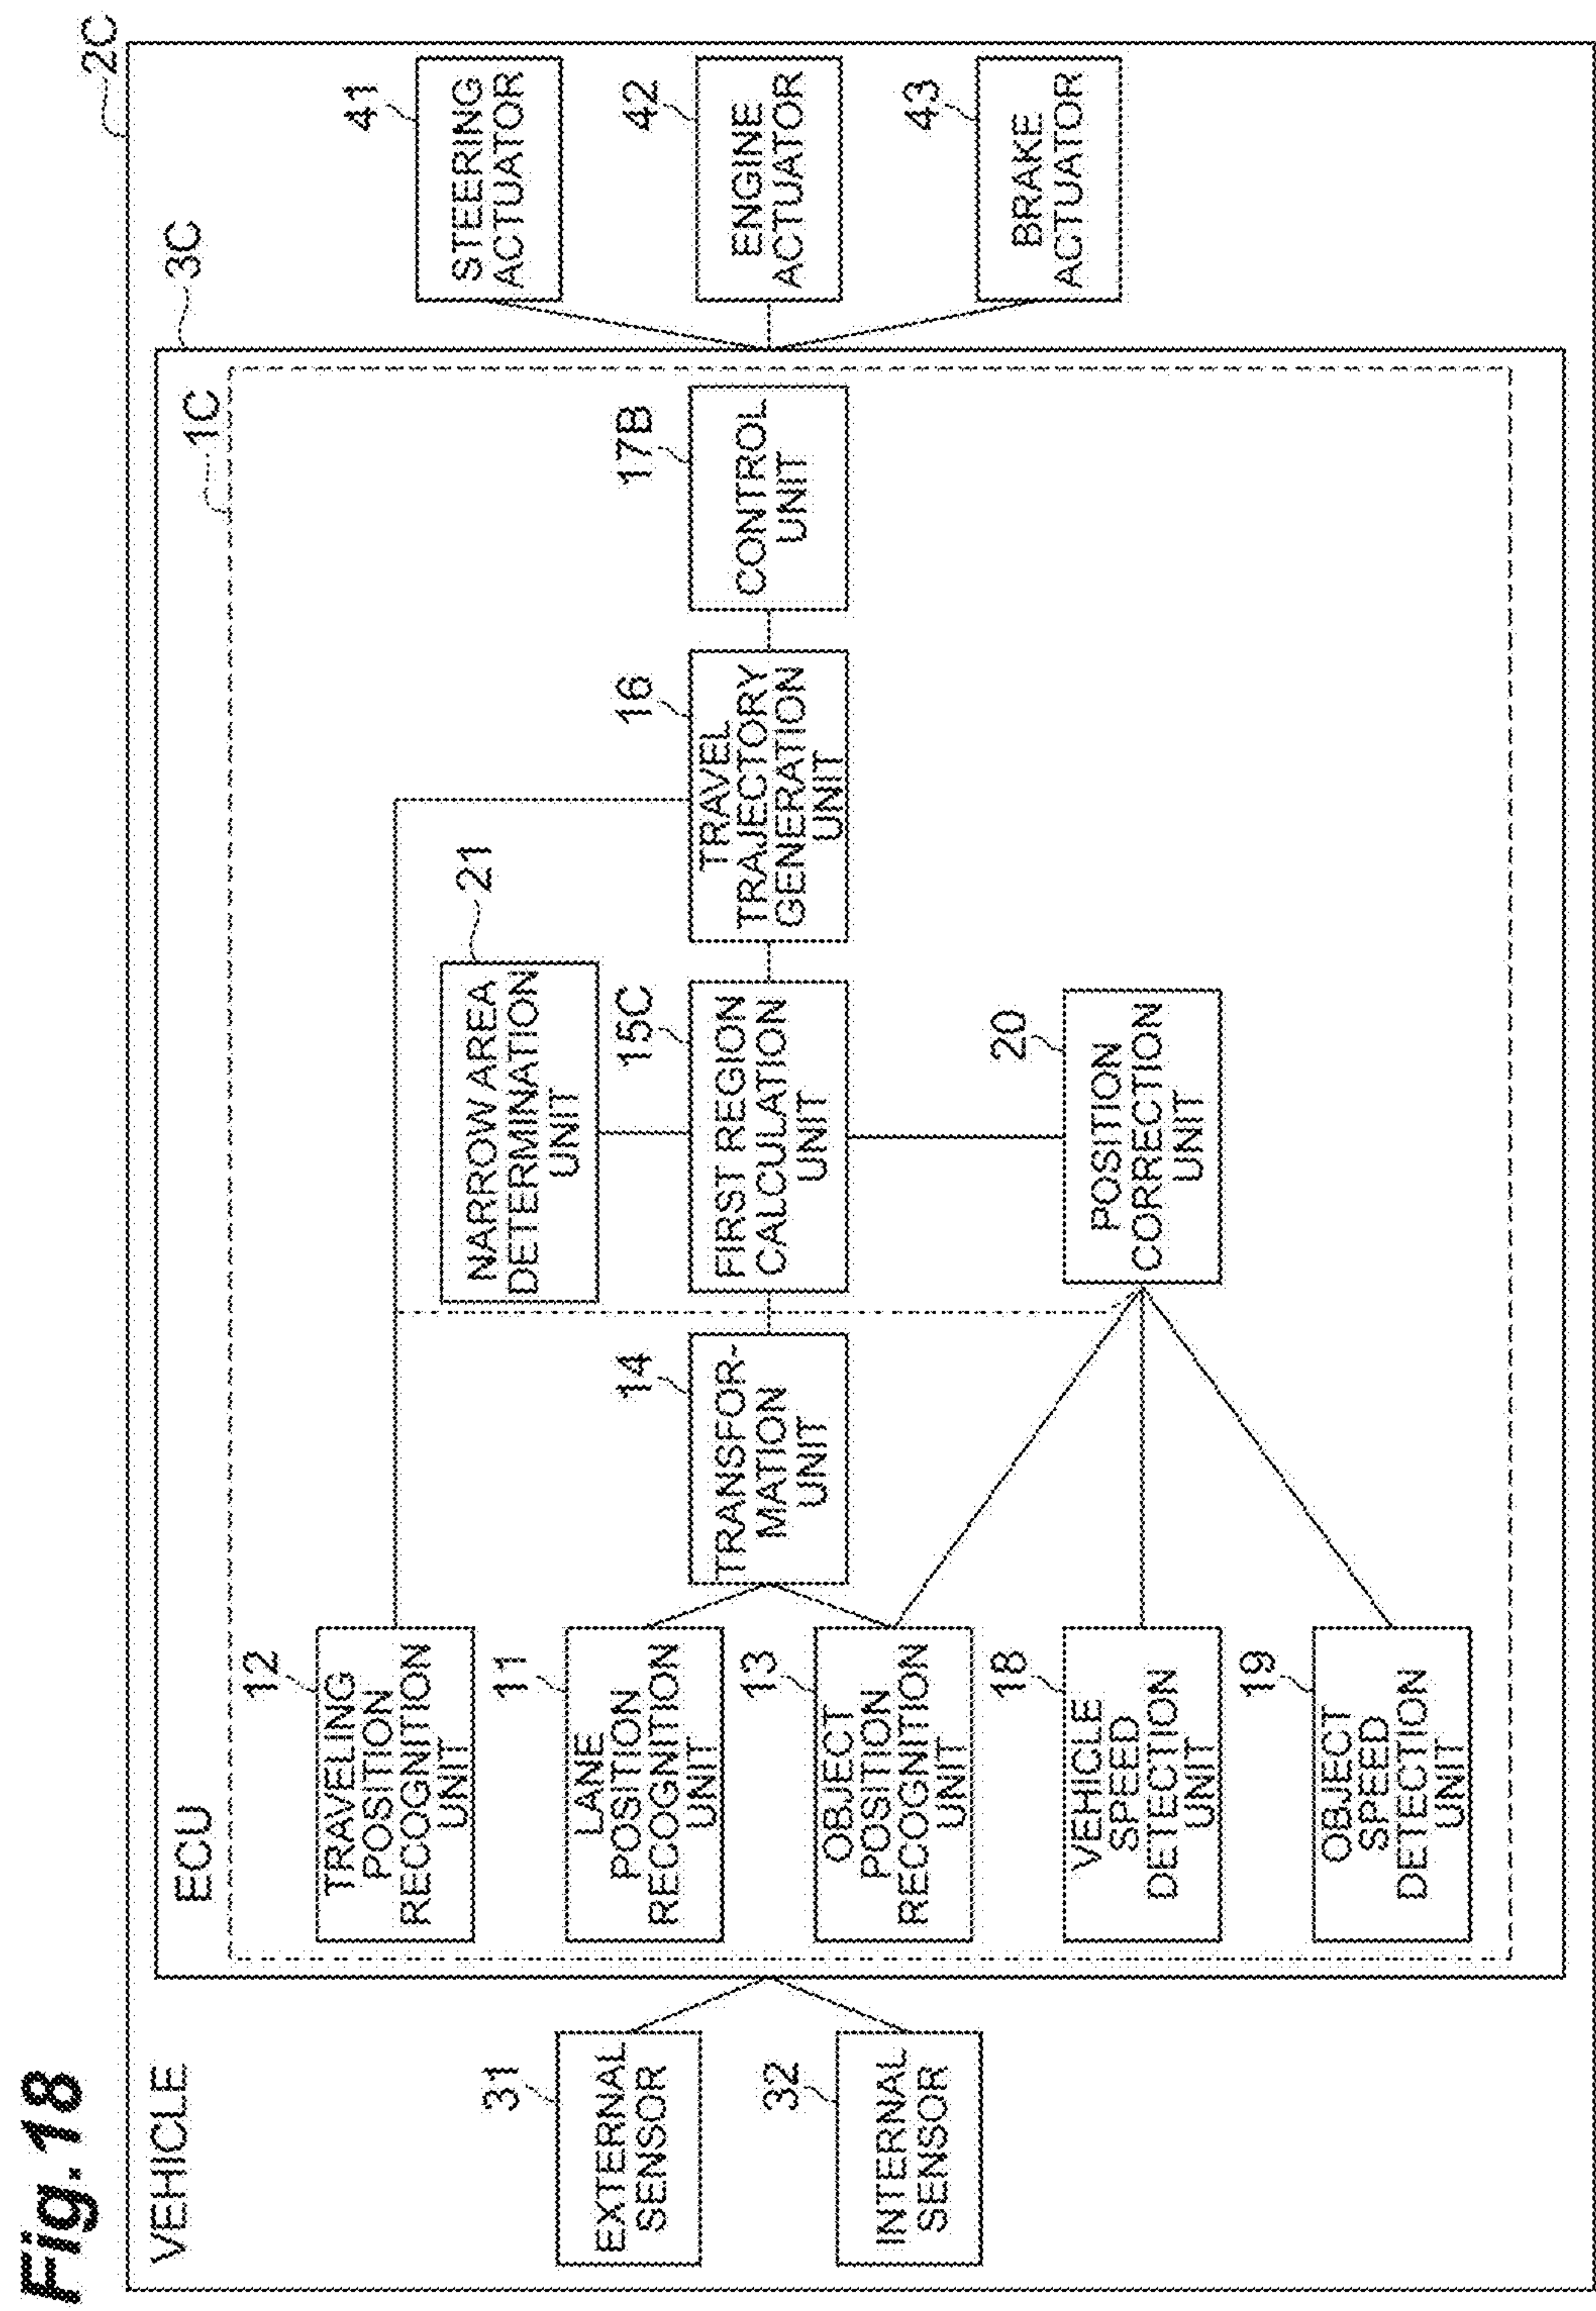 Fig.18
VEHICLE
2C
ECU
3C
1C
31
EXTERNAL
SENSOR
32
INTERNAL
SENSOR
12
TRAVELING
POSITION
RECOGNITION
UNIT
11
LANE
POSITION
RECOGNITION
UNIT
13
OBJECT
POSITION
RECOGNITION
UNIT
18
VEHICLE
SPEED
DETECTION
UNIT
19
OBJECT
SPEED
DETECTION
UNIT
14
TRANSFOR-
MATION
UNIT
21
NARROW AREA
DETERMINATION
UNIT
15C
FIRST REGION
CALCULATION
UNIT
20
POSITION
CORRECTION
UNIT
16
TRAVEL
TRAJECTORY
GENERATION
UNIT
17B
CONTROL
UNIT
41
STEERING
ACTUATOR
42
ENGINE
ACTUATOR
43
BRAKE
ACTUATOR